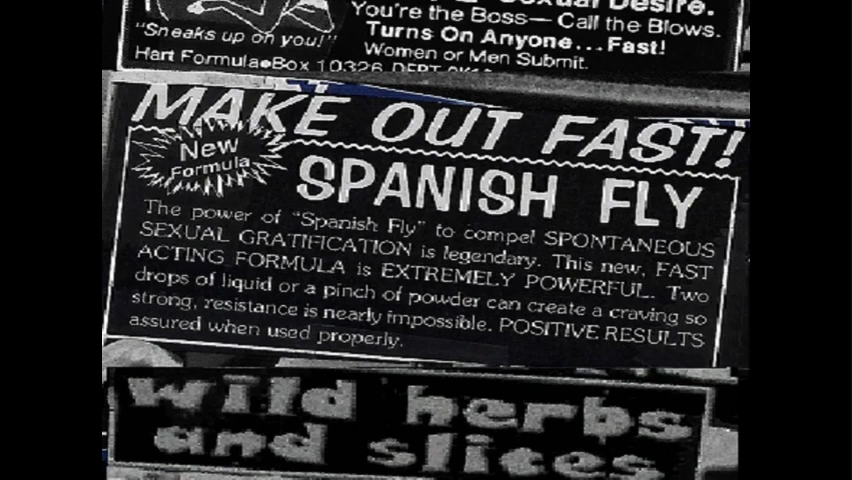 Sexual Desire.
You're the Boss— Call the Blows.
"Sneaks up on you!"
Turns On Anyone...Fast!
Women or Men Submit.
Hart Formula●Box 10326 DEPT
MAKE OUT FAST!
New
Formula
SPANISH FLY
The power of "Spanish Fly" to compel SPONTANEOUS
SEXUAL GRATIFICATION is legendary. This new, FAST
ACTING FORMULA is EXTREMELY POWERFUL. Two
drops of liquid or a pinch of powder can create a craving so
strong, resistance is nearly impossible. POSITIVE RESULTS
assured when used properly.
wild herbs
and slices